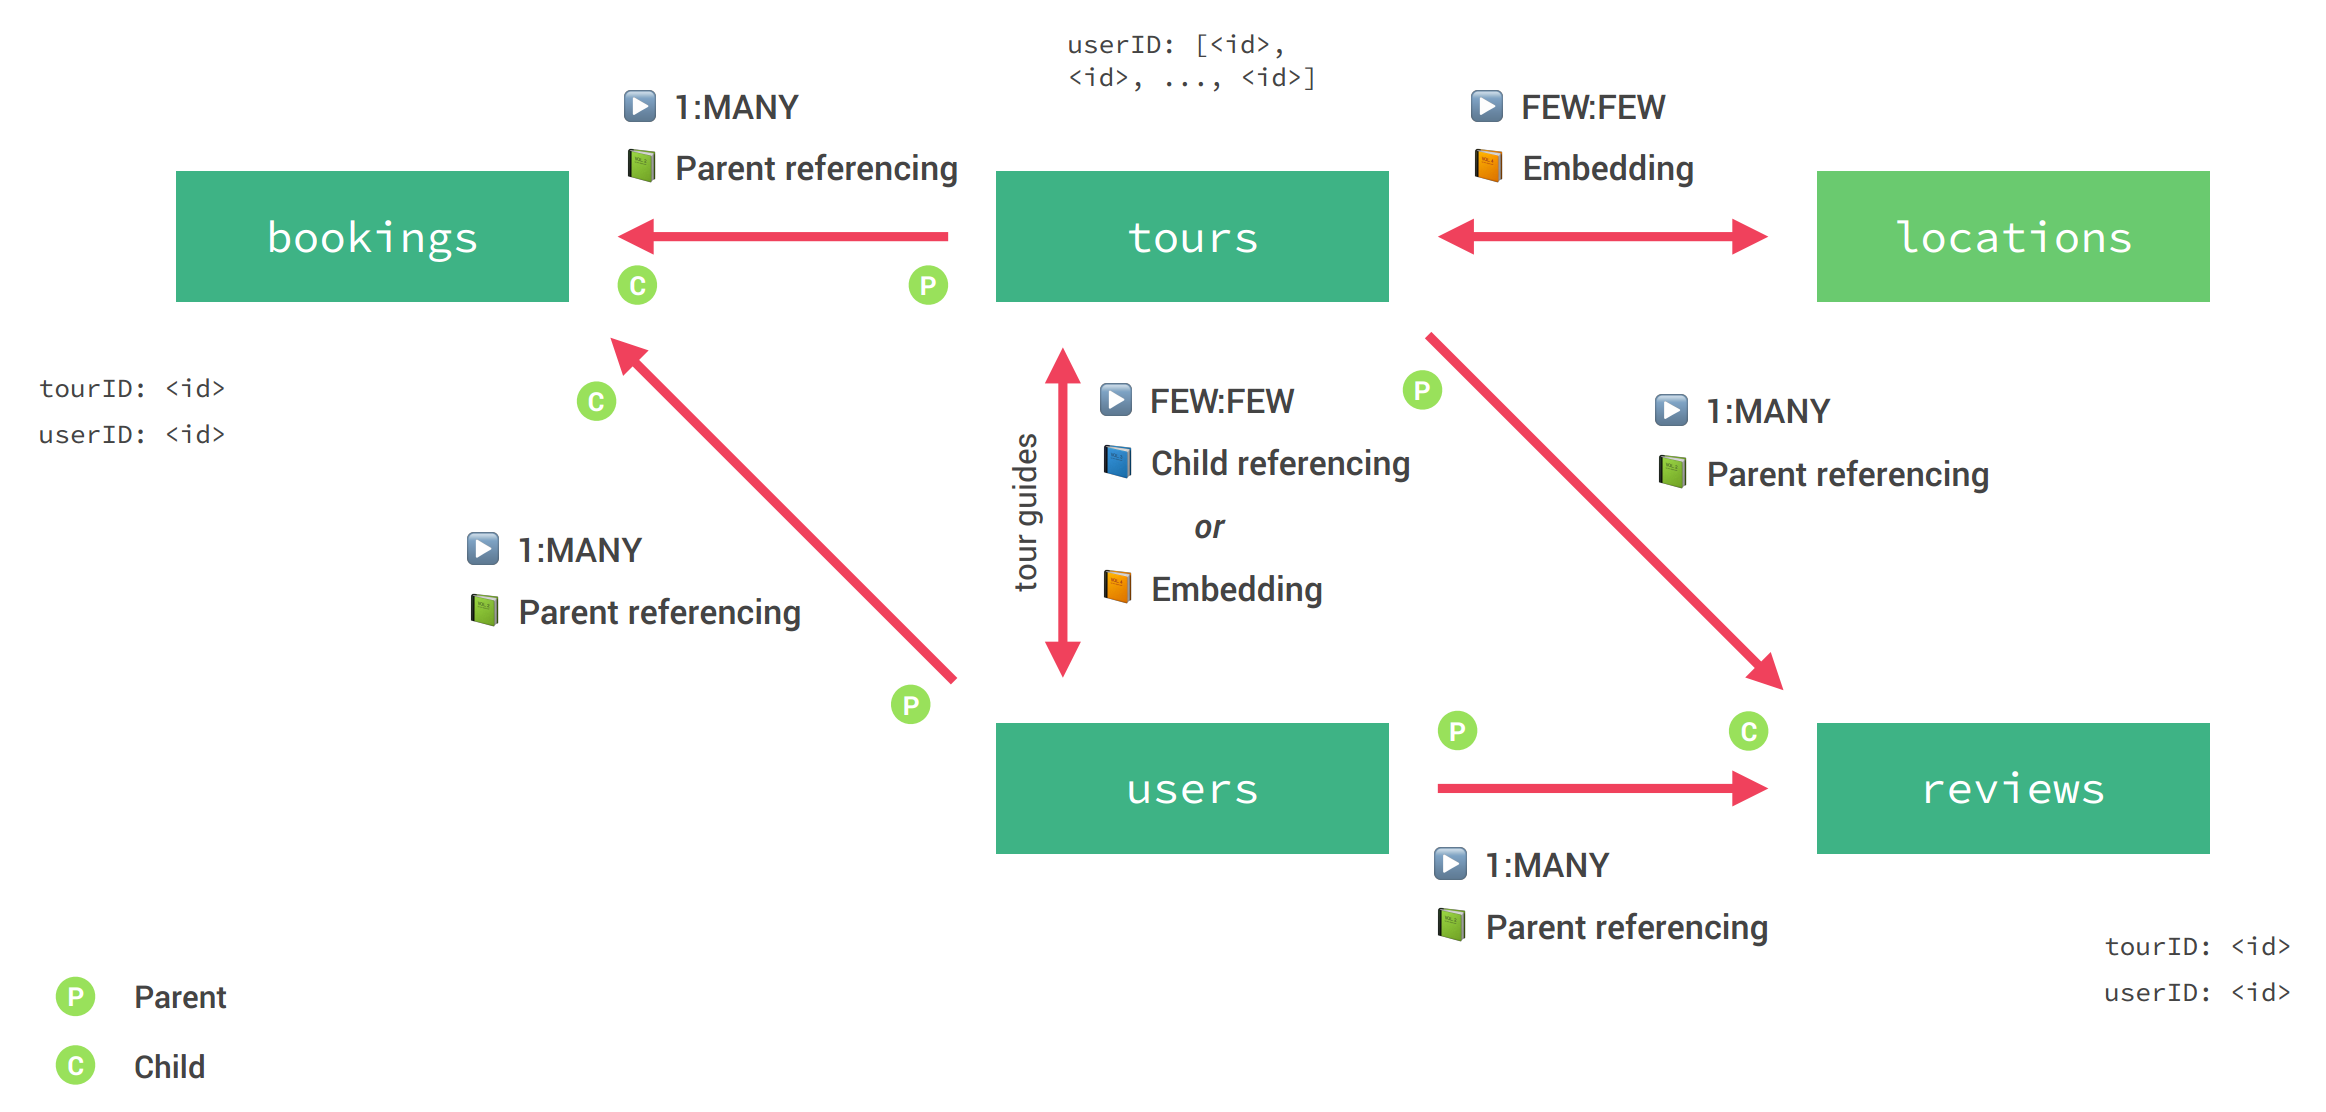 userID: [<id>,
<id>, ..., <id>]
1:MANY
Parent referencing
FEW:FEW
Embedding
bookings
tours
locations
C
P
tourID: <id>
userID: <id>
C
tour guides
FEW:FEW
Child referencing
or
Embedding
P
1:MANY
Parent referencing
1:MANY
Parent referencing
P
P
C
users
reviews
1:MANY
Parent referencing
tourID: <id>
userID: <id>
P Parent
C Child